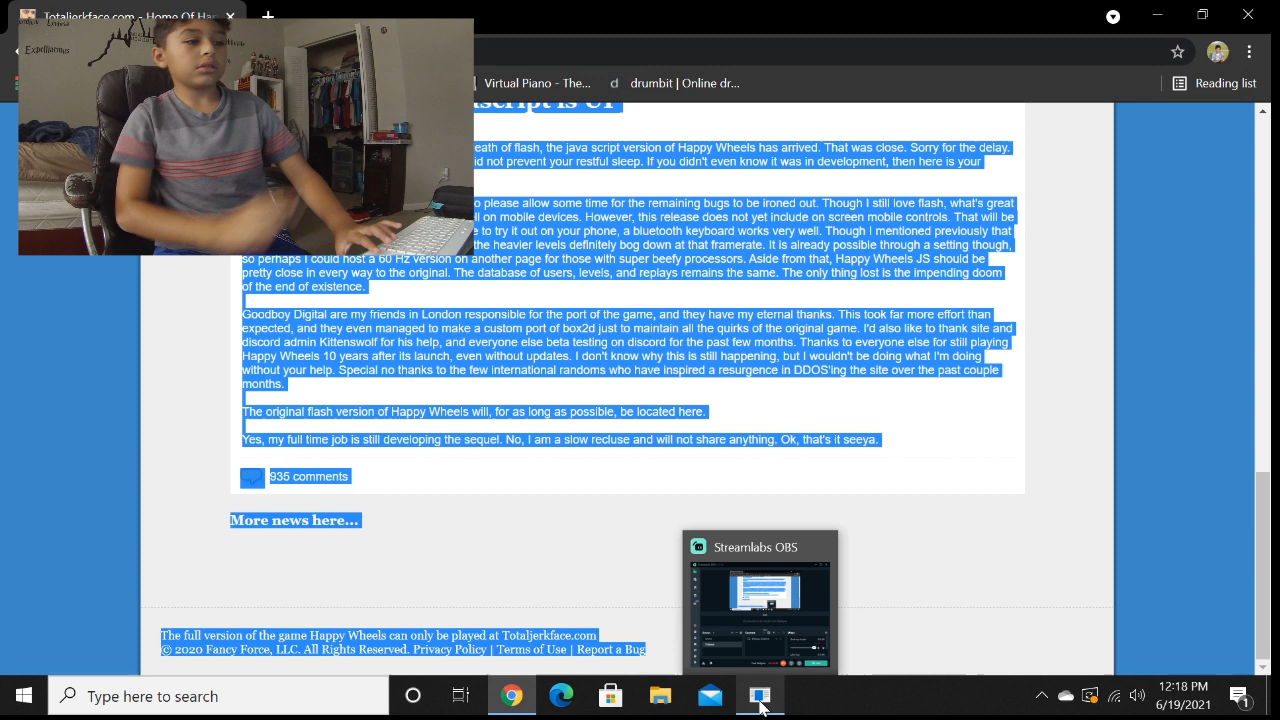 Totaljerkface.com - Home Of Ha
Expelliarmus
Virtual Piano - The...
drumbit | Online dr...
Reading list
eath of flash, the java script version of Happy Wheels has arrived. That was close. Sorry for the delay.
id not prevent your restful sleep. If you didn't even know it was in development, then here is your
o please allow some time for the remaining bugs to be ironed out. Though I still love flash, what's great
ll on mobile devices. However, this release does not yet include on screen mobile controls. That will be
e to try it out on your phone, a bluetooth keyboard works very well. Though I mentioned previously that
the heavier levels definitely bog down at that framerate. It is already possible through a setting though,
so perhaps I could host a 60 Hz version on another page for those with super beefy processors. Aside from that, Happy Wheels JS should be
pretty close in every way to the original. The database of users, levels, and replays remains the same. The only thing lost is the impending doom
of the end of existence.
Goodboy Digital are my friends in London responsible for the port of the game, and they have my eternal thanks. This took far more effort than
expected, and they even managed to make a custom port of box2d just to maintain all the quirks of the original game. I'd also like to thank site and
discord admin Kittenswolf for his help, and everyone else beta testing on discord for the past few months. Thanks to everyone else for still playing
Happy Wheels 10 years after its launch, even without updates. I don't know why this is still happening, but I wouldn't be doing what I'm doing
without your help. Special no thanks to the few international randoms who have inspired a resurgence in DDOS'ing the site over the past couple
months.
The original flash version of Happy Wheels will, for as long as possible, be located here.
Yes, my full time job is still developing the sequel. No, I am a slow recluse and will not share anything. Ok, that's it seeya.
935 comments
More news here...
Streamlabs OBS
The full version of the game Happy Wheels can only be played at Totaljerkface.com
© 2020 Fancy Force, LLC. All Rights Reserved. Privacy Policy | Terms of Use | Report a Bug
Type here to search
12:18 PM
6/19/2021
1